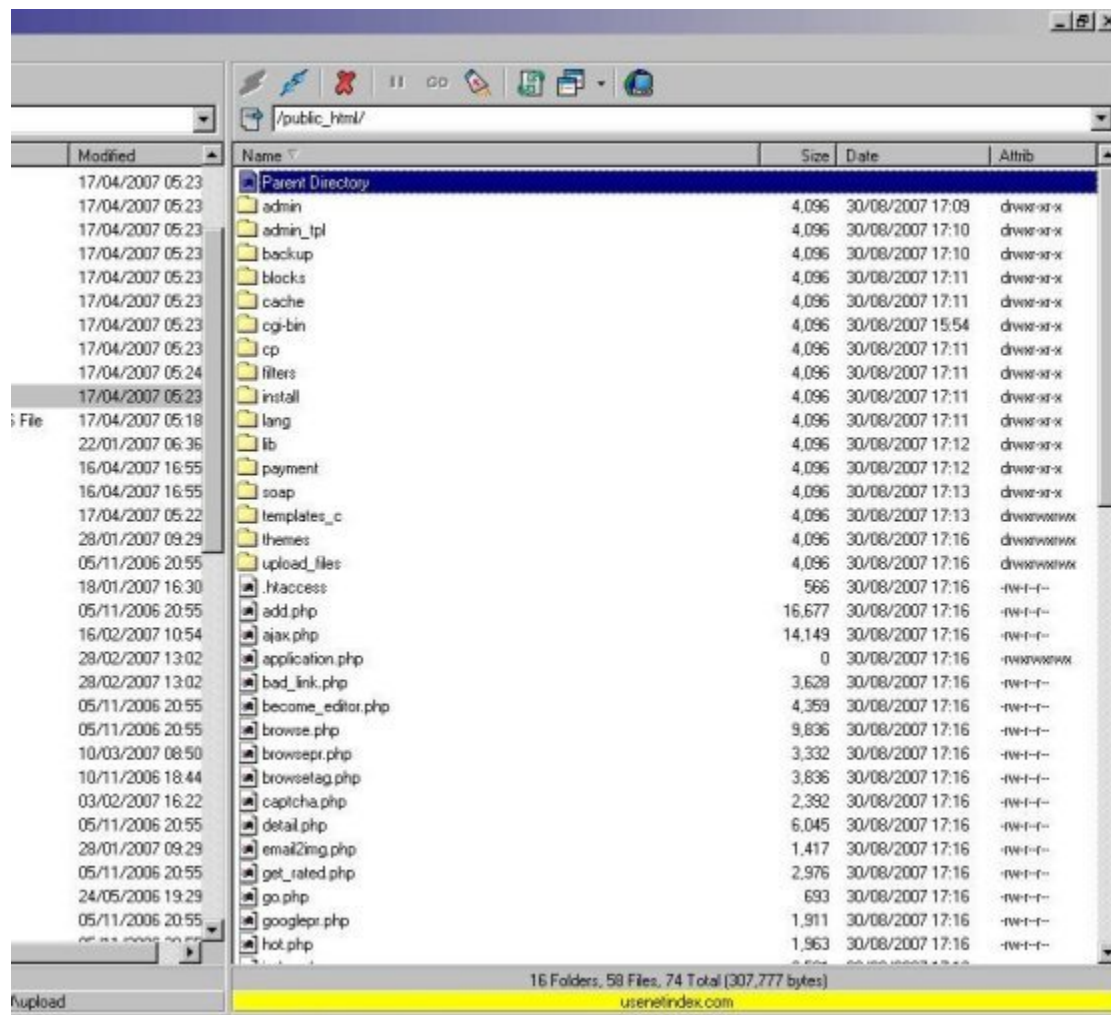 GO
/public_html/
Modified Name Size Date Attrib
17/04/2007 05:23 Parent Directory
17/04/2007 05:23 admin 4,096 30/08/2007 17:09 drwxr-xr-x
17/04/2007 05:23 admin_tpl 4,096 30/08/2007 17:10 drwxr-xr-x
17/04/2007 05:23 backup 4,096 30/08/2007 17:10 drwxr-xr-x
17/04/2007 05:23 blocks 4,096 30/08/2007 17:11 drwxr-xr-x
17/04/2007 05:23 cache 4,096 30/08/2007 17:11 drwxr-xr-x
17/04/2007 05:23 cgi-bin 4,096 30/08/2007 15:54 drwxr-xr-x
17/04/2007 05:23 cp 4,096 30/08/2007 17:11 drwxr-xr-x
17/04/2007 05:24 filters 4,096 30/08/2007 17:11 drwxr-xr-x
17/04/2007 05:23 install 4,096 30/08/2007 17:11 drwxr-xr-x
File 17/04/2007 05:18 lang 4,096 30/08/2007 17:11 drwxr-xr-x
22/01/2007 06:36 lib 4,096 30/08/2007 17:12 drwxr-xr-x
16/04/2007 16:55 payment 4,096 30/08/2007 17:12 drwxr-xr-x
16/04/2007 16:55 soap 4,096 30/08/2007 17:13 drwxr-xr-x
17/04/2007 05:22 templates_c 4,096 30/08/2007 17:13 drwxrwxrwx
28/01/2007 09:29 themes 4,096 30/08/2007 17:16 drwxrwxrwx
05/11/2006 20:55 upload_files 4,096 30/08/2007 17:16 drwxrwxrwx
18/01/2007 16:30 .htaccess 566 30/08/2007 17:16 -rw-r--r--
05/11/2006 20:55 add.php 16,677 30/08/2007 17:16 -rw-r--r--
16/02/2007 10:54 ajax.php 14,149 30/08/2007 17:16 -rw-r--r--
28/02/2007 13:02 application.php 0 30/08/2007 17:16 -rwxrwxrwx
28/02/2007 13:02 bad_link.php 3,628 30/08/2007 17:16 -rw-r--r--
05/11/2006 20:55 become_editor.php 4,359 30/08/2007 17:16 -rw-r--r--
05/11/2006 20:55 browse.php 9,836 30/08/2007 17:16 -rw-r--r--
10/03/2007 08:50 browsepr.php 3,332 30/08/2007 17:16 -rw-r--r--
10/11/2006 18:44 browsetag.php 3,836 30/08/2007 17:16 -rw-r--r--
03/02/2007 16:22 captcha.php 2,392 30/08/2007 17:16 -rw-r--r--
05/11/2006 20:55 detail.php 6,045 30/08/2007 17:16 -rw-r--r--
28/01/2007 09:29 email2img.php 1,417 30/08/2007 17:16 -rw-r--r--
05/11/2006 20:55 get_rated.php 2,976 30/08/2007 17:16 -rw-r--r--
24/05/2006 19:29 go.php 693 30/08/2007 17:16 -rw-r--r--
05/11/2006 20:55 googlepr.php 1,911 30/08/2007 17:16 -rw-r--r--
hot.php 1,963 30/08/2007 17:16 -rw-r--r--
16 Folders, 58 Files, 74 Total (307,777 bytes)
\upload usenetindex.com